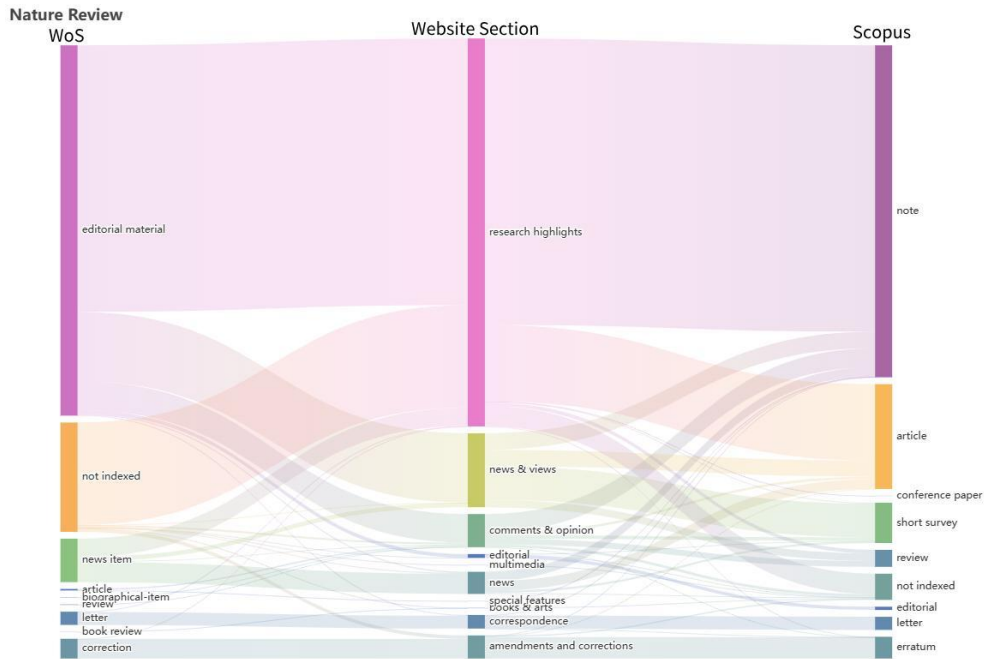 Nature Review
WoS
Website Section
Scopus
editorial material
not indexed
news item
article
biographical-item
review
letter
book review
correction
research highlights
news & views
comments & opinion
editorial
multimedia
news
special features
books & arts
correspondence
amendments and corrections
note
article
conference paper
short survey
review
not indexed
editorial
letter
erratum